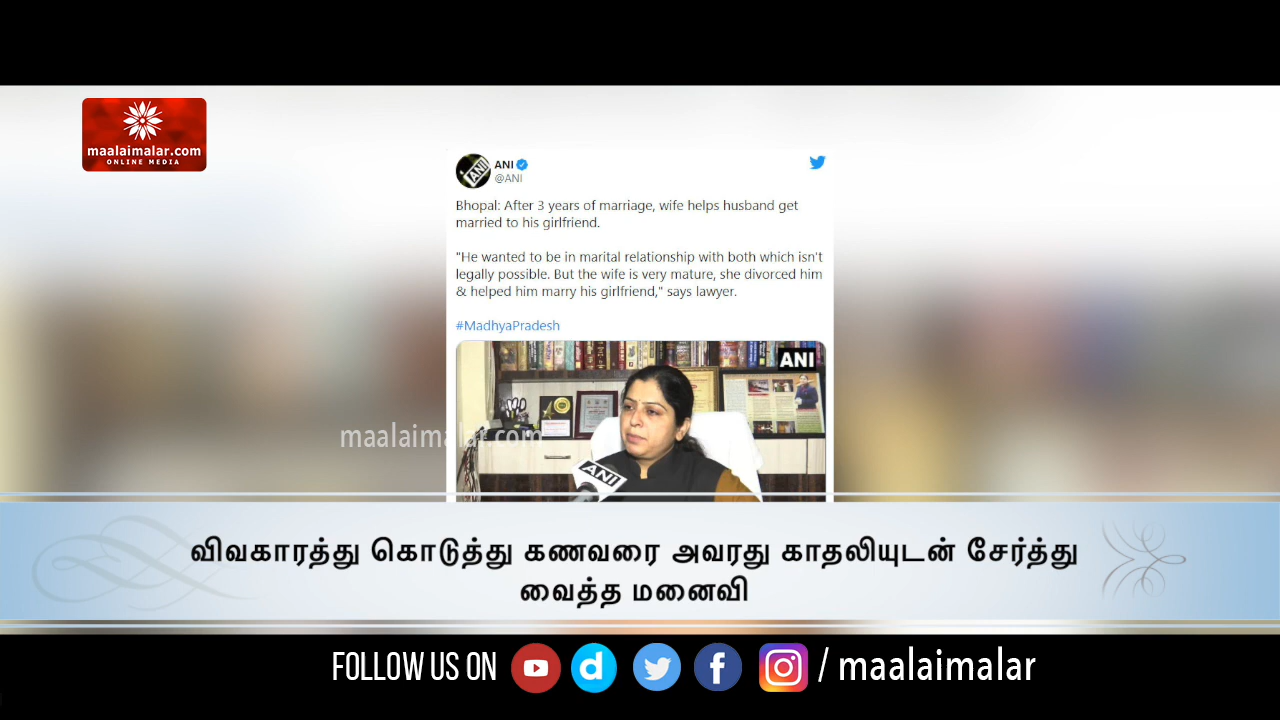 maalaimalar.com
ONLINE MEDIA
ANI
@ANI
Bhopal: After 3 years of marriage, wife helps husband get
married to his girlfriend.
"He wanted to be in marital relationship with both which isn't
legally possible. But the wife is very mature, she divorced him
& helped him marry his girlfriend," says lawyer.
#MadhyaPradesh
ANI
ANI
maalaimalar.com
விவகாரத்து கொடுத்து கணவரை அவரது காதலியுடன் சேர்த்து
வைத்த மனைவி
FOLLOW US ON / maalaimalar